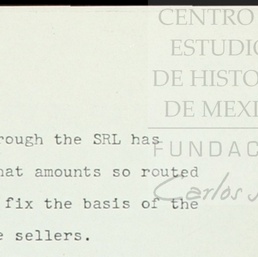 CENTRO
ESTUDIO
DE HISTO
DE MEXI
FUNDAC
Carlos
rough the SRL has
hat amounts so routed
fix the basis of the
e sellers.